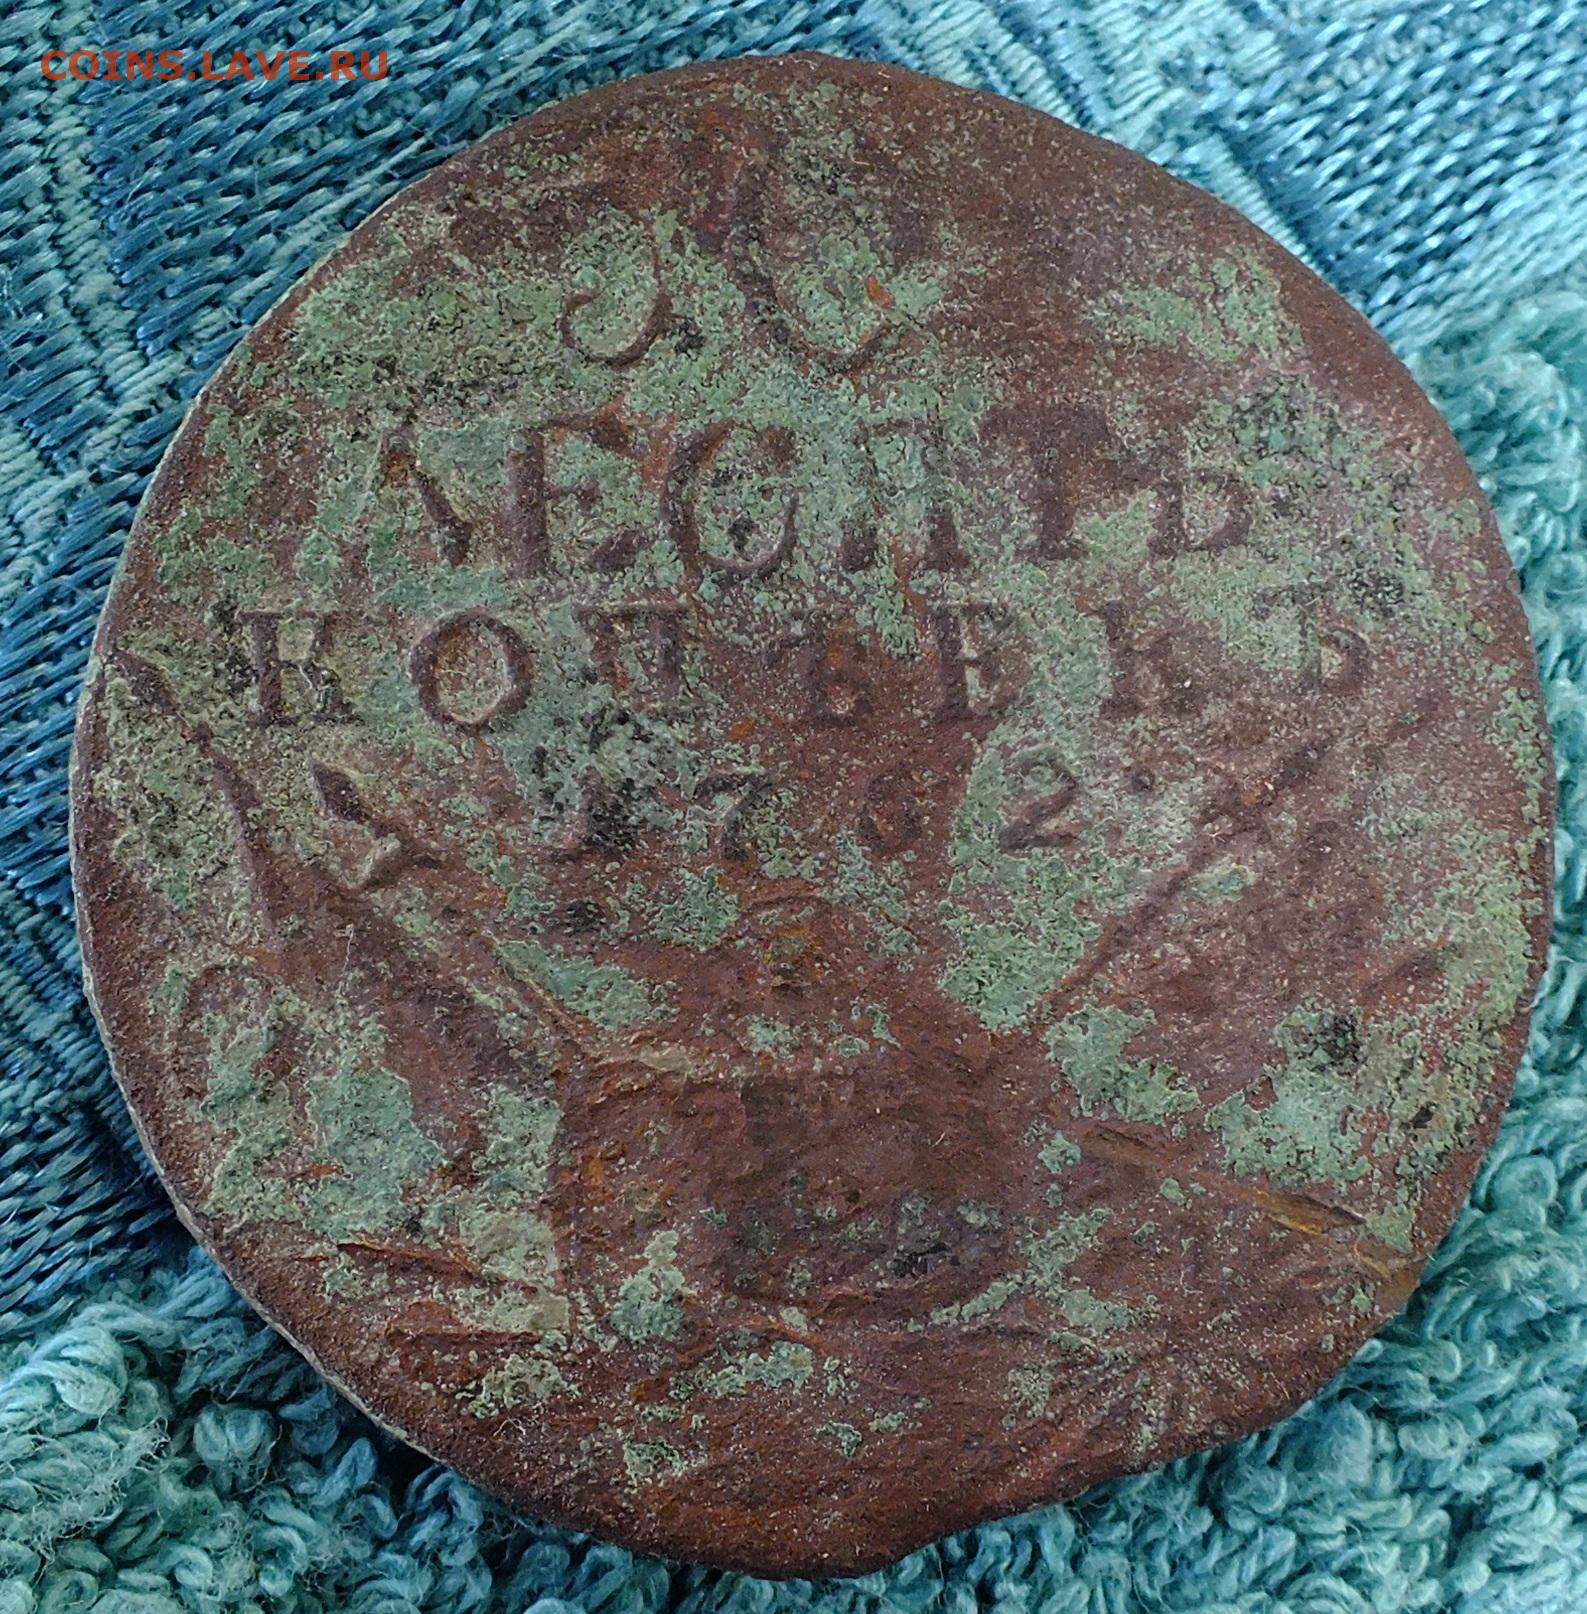 COINS.LAVE.RU
ДЕСЯТЬ
КОПѢЕКЪ
1762